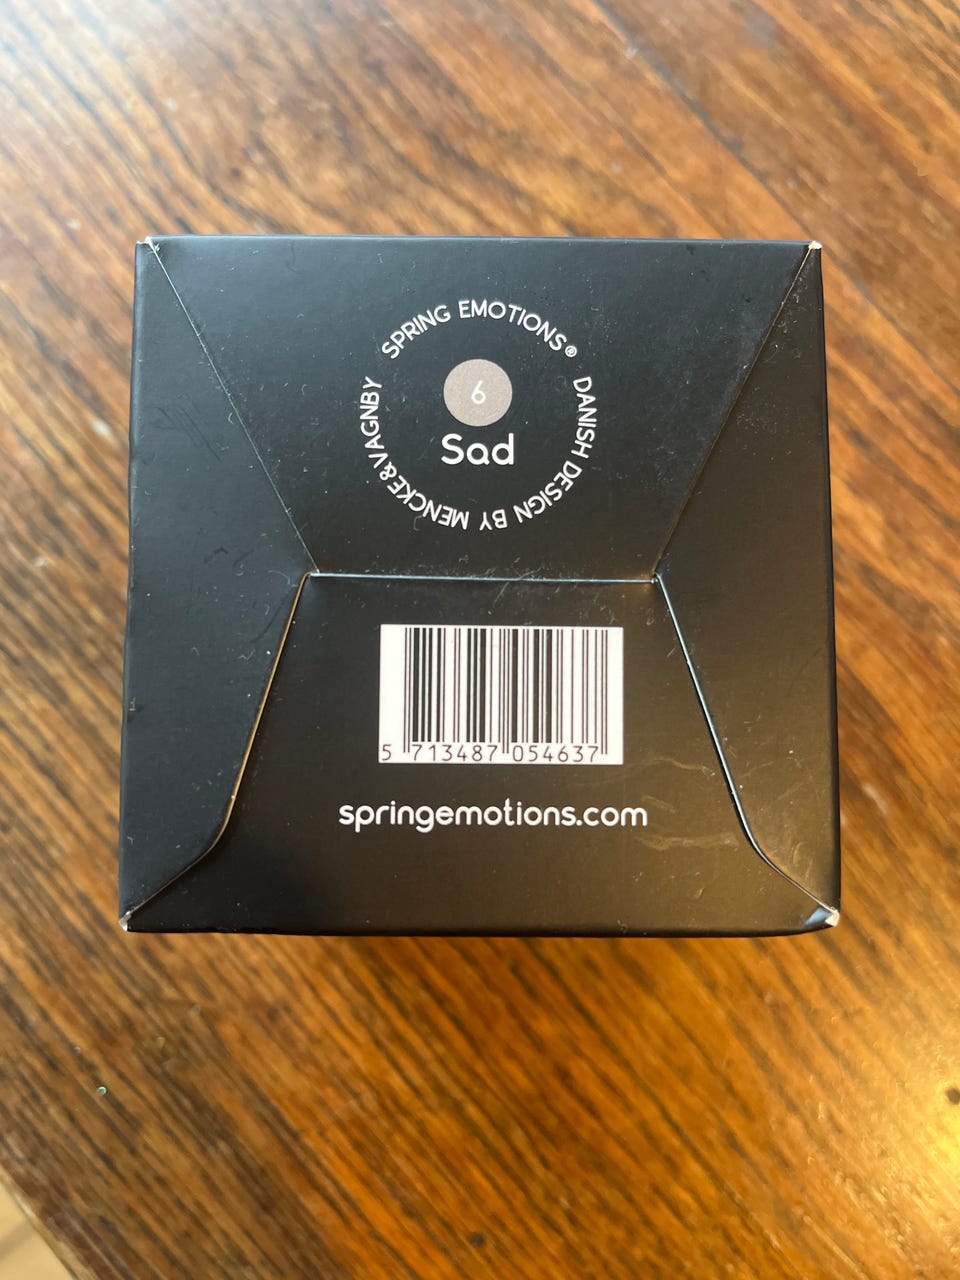 SPRING EMOTIONS®
DANISH DESIGN BY MENCKE&VAGNBY
6
Sad
5 713487 054637
springemotions.com